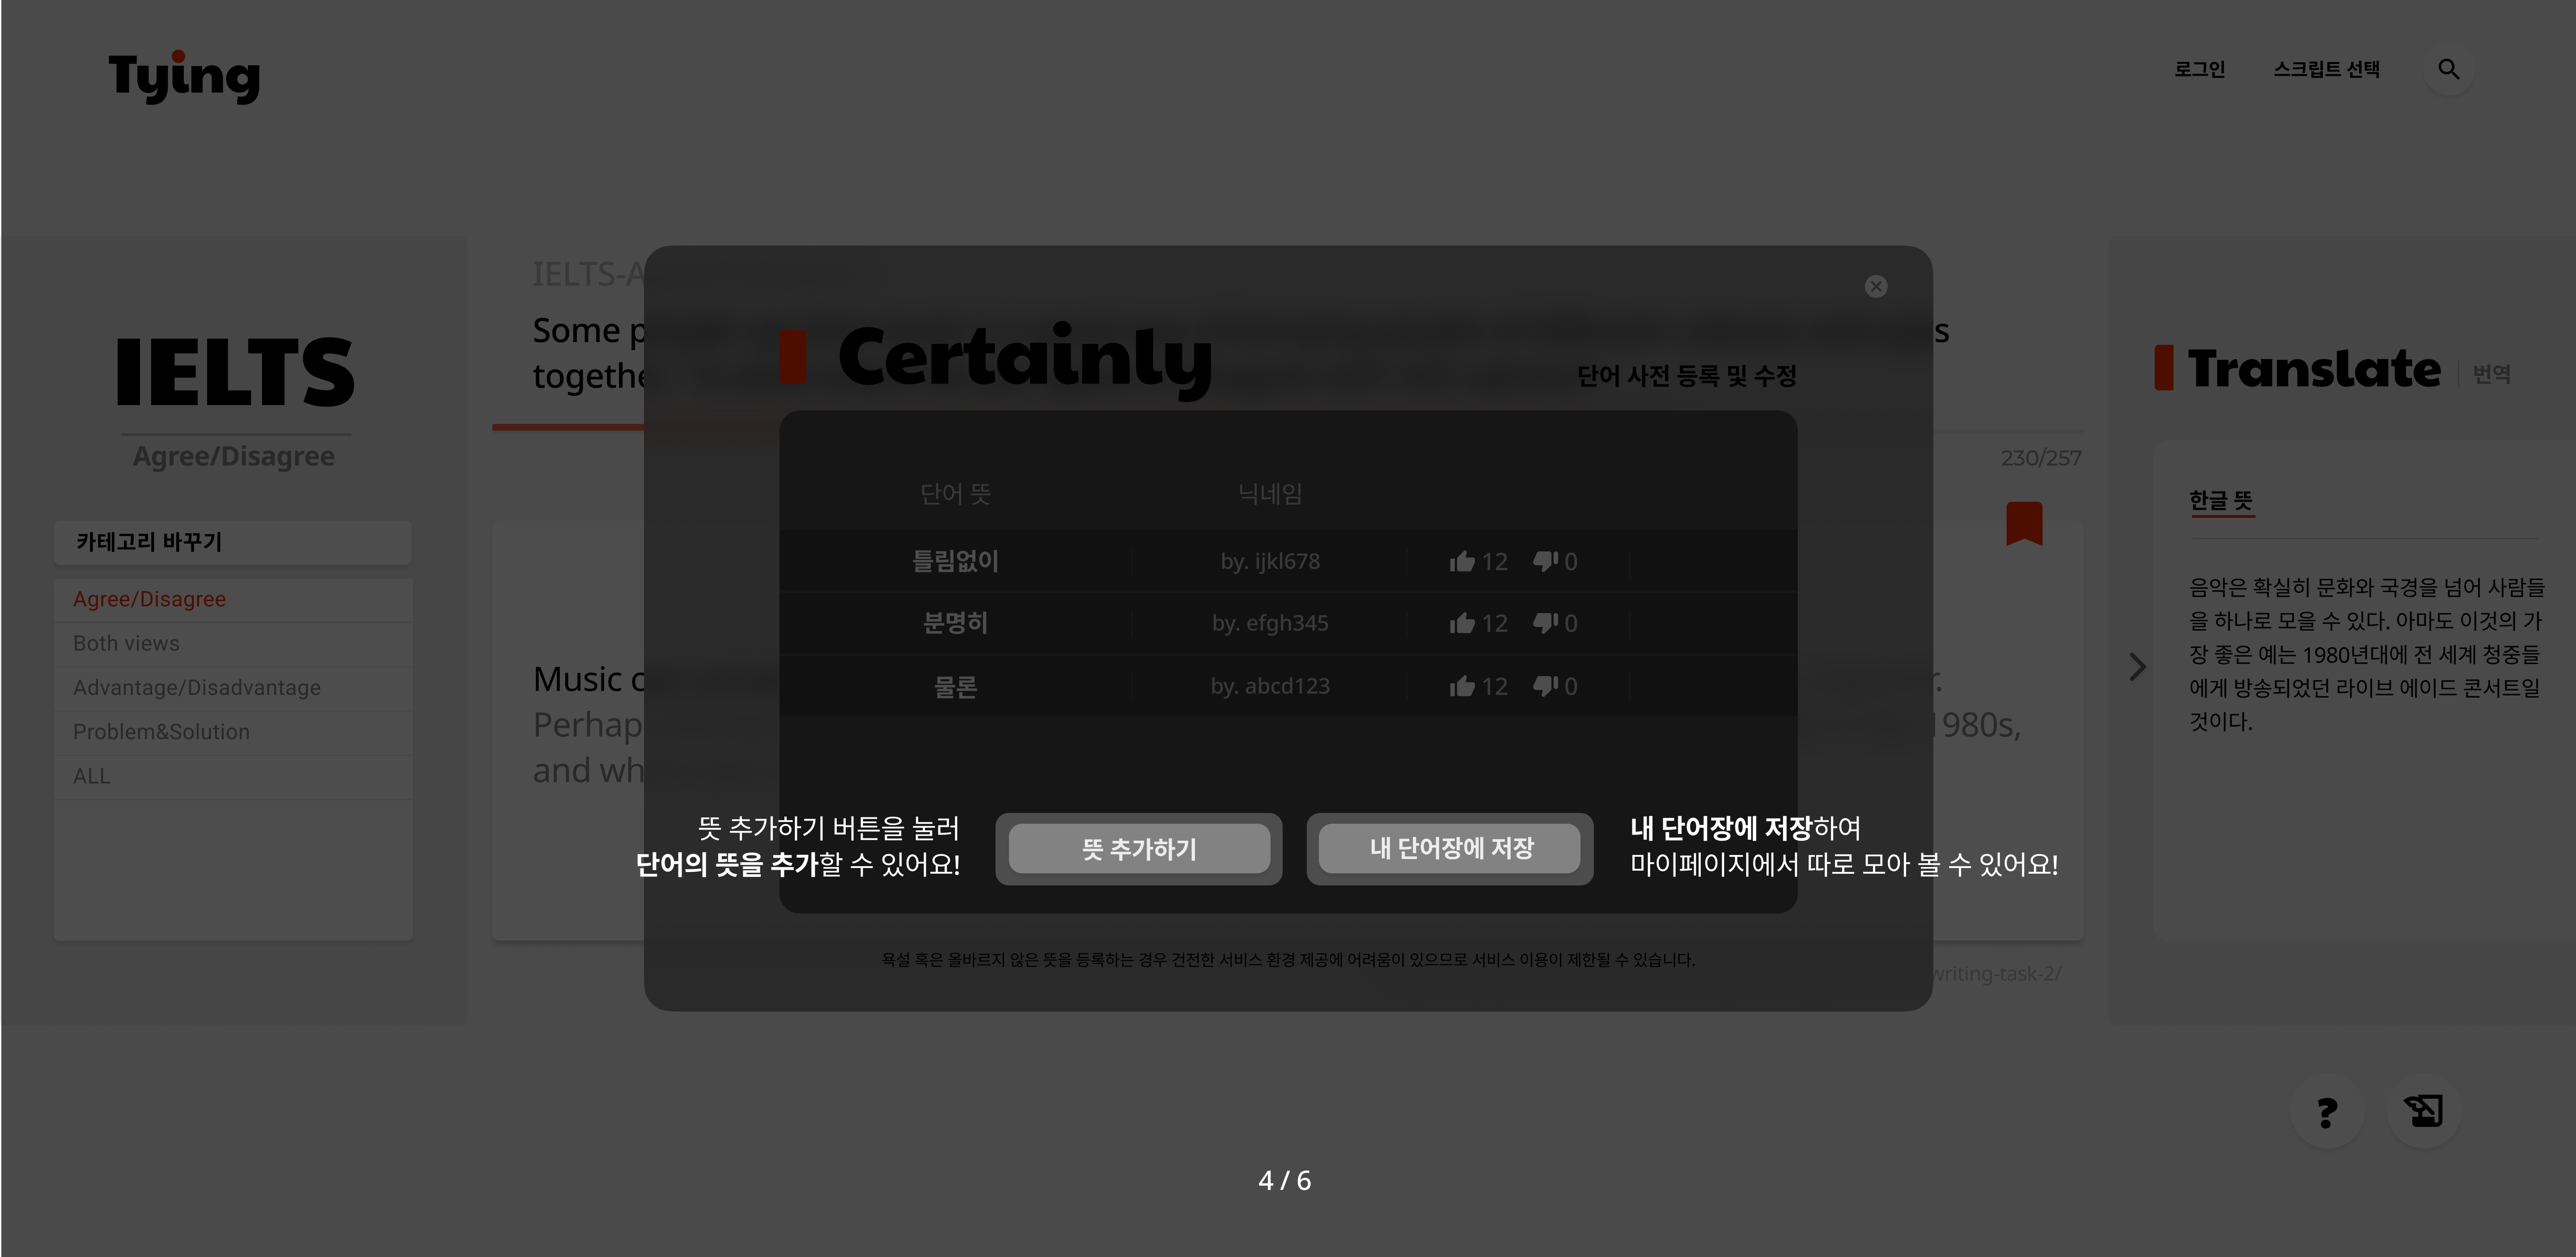 Tying
로그인
스크립트 선택
IELTS
Agree/Disagree
카테고리 바꾸기
Agree/Disagree
Both views
Advantage/Disadvantage
Problem&Solution
ALL
IELTS-A
Some
s
togethe
230/257
Music
Perhap
1980s,
and wh
writing-task-2/
Certainly
단어 사전 등록 및 수정
단어 뜻
닉네임
틀림없이
by. ijkl678
12
0
분명히
by. efgh345
12
0
물론
by. abcd123
12
0
뜻 추가하기 버튼을 눌러
단어의 뜻을 추가할 수 있어요!
뜻 추가하기
내 단어장에 저장
내 단어장에 저장하여
마이페이지에서 따로 모아 볼 수 있어요!
욕설 혹은 올바르지 않은 뜻을 등록하는 경우 건전한 서비스 환경 제공에 어려움이 있으므로 서비스 이용이 제한될 수 있습니다.
Translate
번역
한글 뜻
음악은 확실히 문화와 국경을 넘어 사람들
을 하나로 모을 수 있다. 아마도 이것의 가
장 좋은 예는 1980년대에 전 세계 청중들
에게 방송되었던 라이브 에이드 콘서트일
것이다.
?
4 / 6